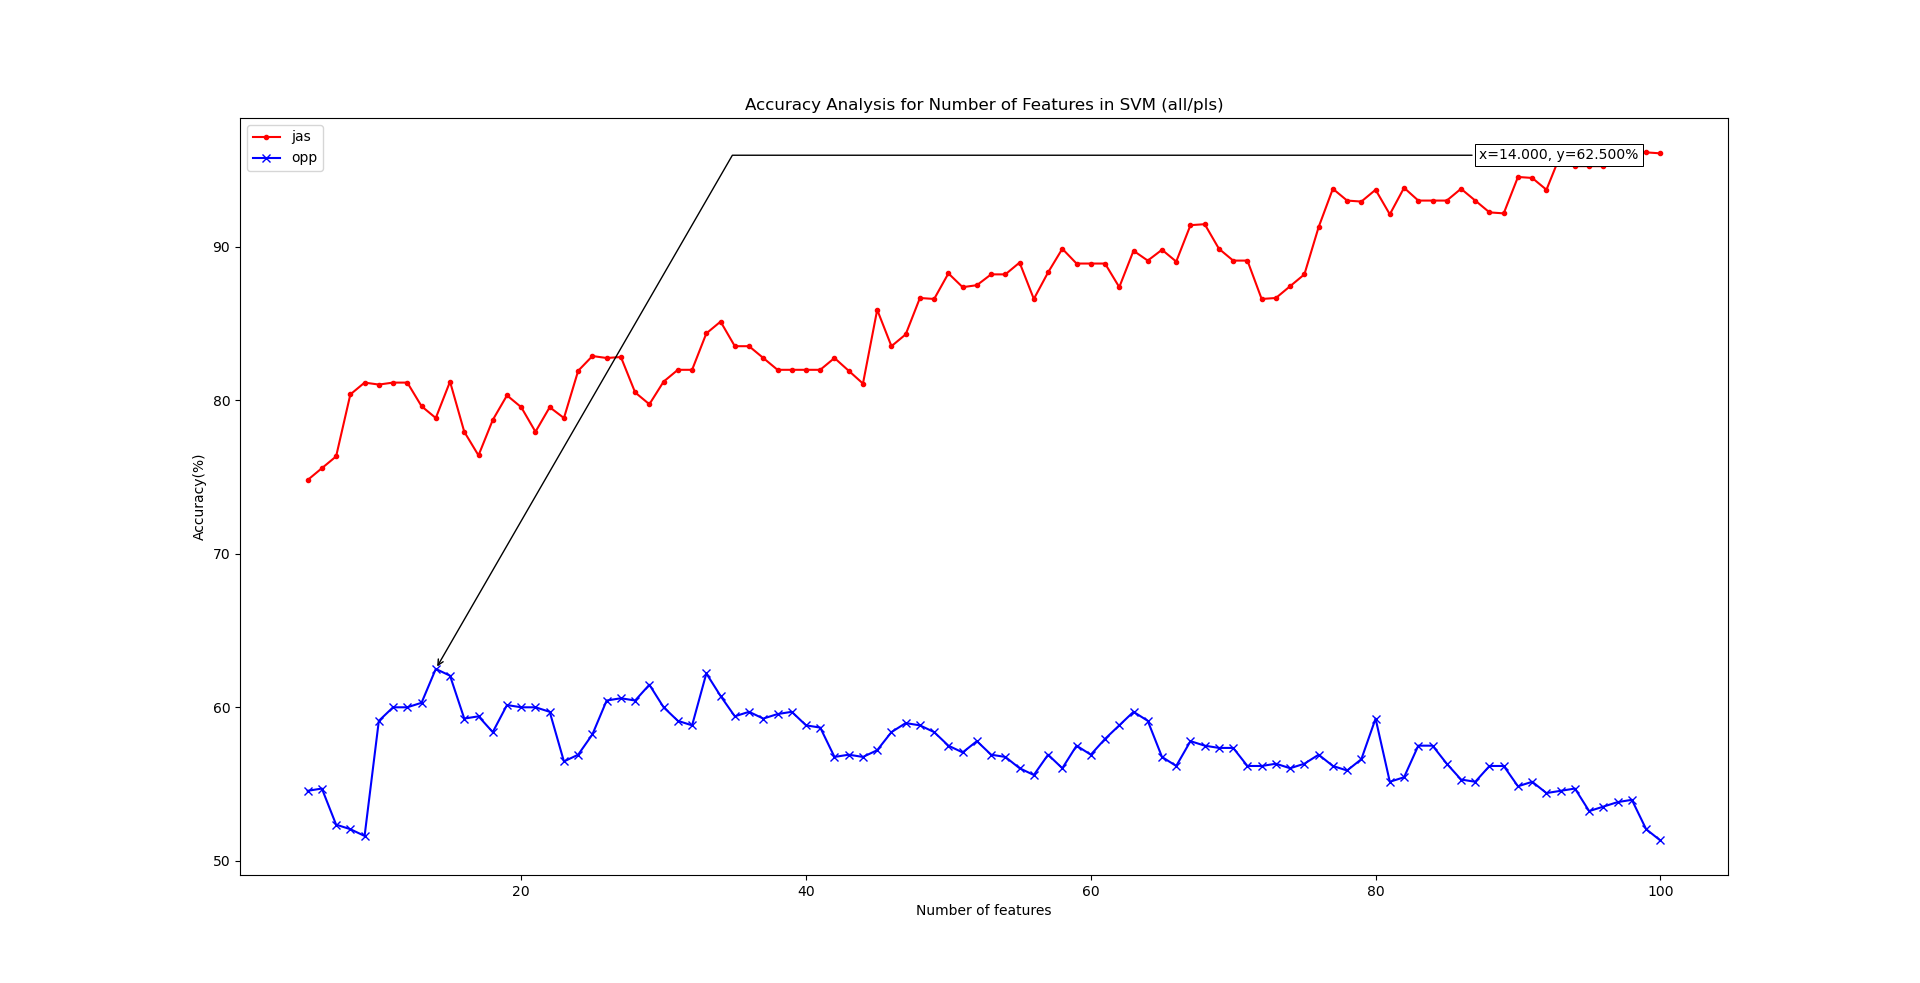 Accuracy Analysis for Number of Features in SVM (all/pls)
jas
opp
x=14.000, y=62.500%
90
80
70
60
50
Accuracy(%)
20 40 60 80 100
Number of features